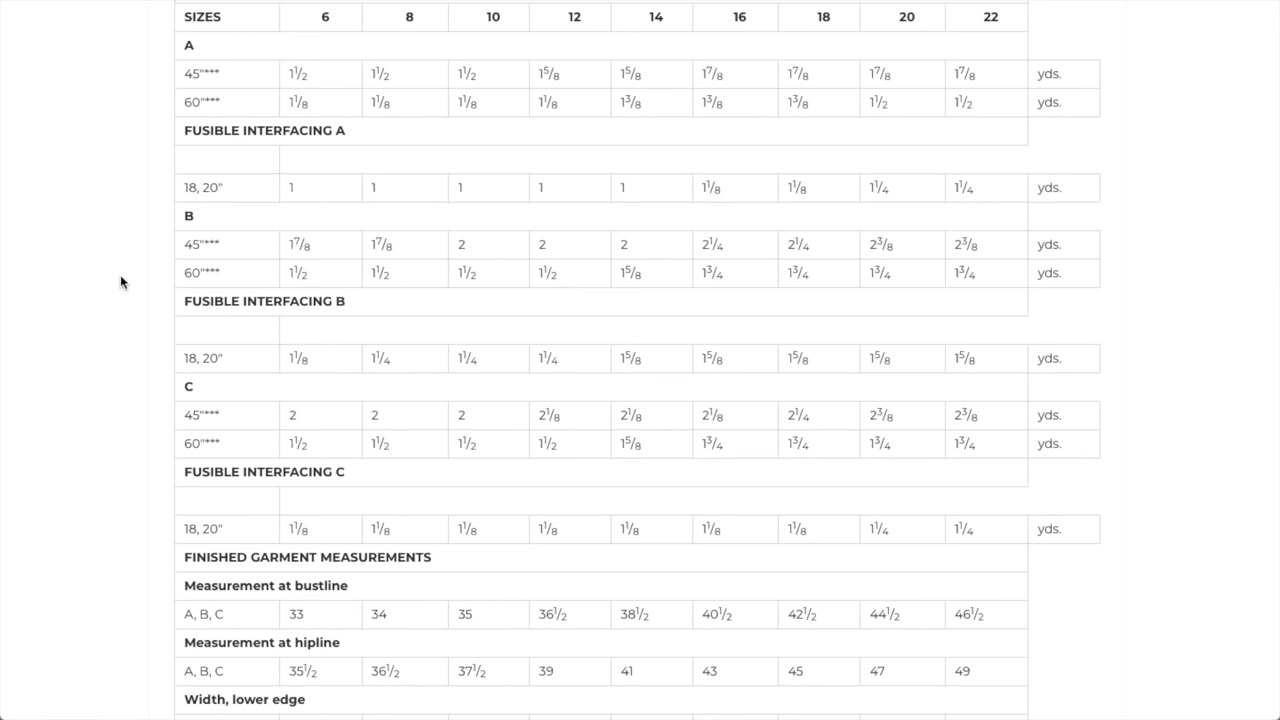 SIZES 6 8 10 12 14 16 18 20 22
A
45"*** 11/2 11/2 11/2 15/8 15/8 17/8 17/8 17/8 17/8 yds.
60"*** 11/8 11/8 11/8 11/8 13/8 13/8 13/8 11/2 11/2 yds.
FUSIBLE INTERFACING A
18, 20" 1 1 1 1 1 11/8 11/8 11/4 11/4 yds.
B
45"*** 17/8 17/8 2 2 2 21/4 21/4 23/8 23/8 yds.
60"*** 11/2 11/2 11/2 11/2 15/8 13/4 13/4 13/4 13/4 yds.
FUSIBLE INTERFACING B
18, 20" 11/8 11/4 11/4 11/4 15/8 15/8 15/8 15/8 15/8 yds.
C
45"*** 2 2 2 21/8 21/8 21/8 21/4 23/8 23/8 yds.
60"*** 11/2 11/2 11/2 11/2 15/8 13/4 13/4 13/4 13/4 yds.
FUSIBLE INTERFACING C
18, 20" 11/8 11/8 11/8 11/8 11/8 11/8 11/8 11/4 11/4 yds.
FINISHED GARMENT MEASUREMENTS
Measurement at bustline
A, B, C 33 34 35 361/2 381/2 401/2 421/2 441/2 461/2
Measurement at hipline
A, B, C 351/2 361/2 371/2 39 41 43 45 47 49
Width, lower edge